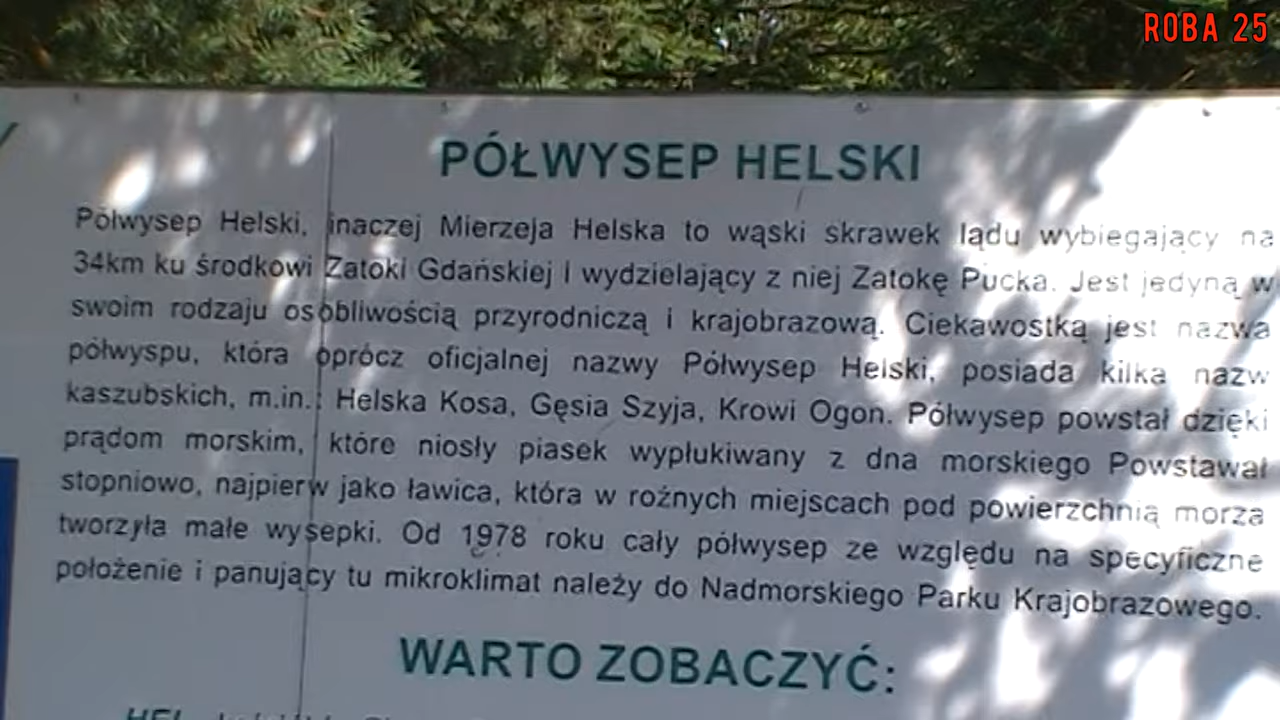 ROBA 25
PÓŁWYSEP HELSKI
Półwysep Helski, inaczej Mierzeja Helska to wąski skrawek lądu wybiegający na
34km ku środkowi Zatoki Gdańskiej i wydzielający z niej Zatokę Pucka. Jest jedyną w
swoim rodzaju osobliwością przyrodniczą i krajobrazową. Ciekawostką jest nazwa
półwyspu, która oprócz oficjalnej nazwy Półwysep Helski, posiada kilka nazw
kaszubskich, m.in.: Helska Kosa, Gęsia Szyja, Krowi Ogon. Półwysep powstał dzięki
prądom morskim, które niosły piasek wypłukiwany z dna morskiego Powstawał
stopniowo, najpierw jako ławica, która w rożnych miejscach pod powierzchnią morza
tworzyła małe wysepki. Od 1978 roku cały półwysep ze względu na specyficzne
położenie i panujący tu mikroklimat należy do Nadmorskiego Parku Krajobrazowego.
WARTO ZOBACZYĆ:
HEL